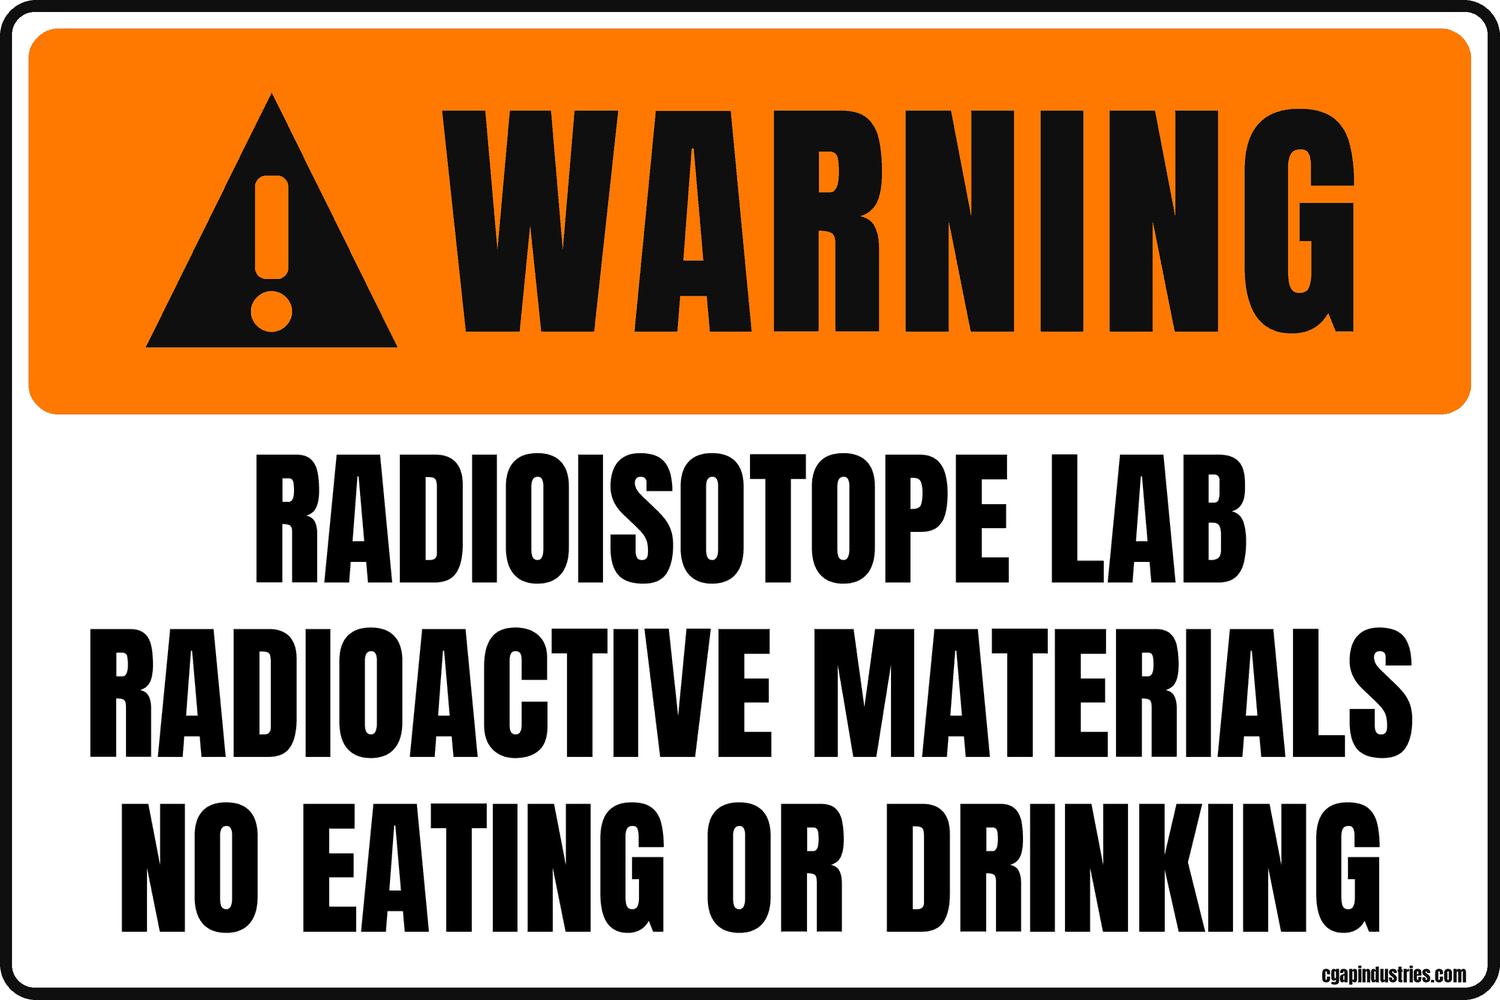 WARNING
RADIOISOTOPE LAB
RADIOACTIVE MATERIALS
NO EATING OR DRINKING
cgapindustries.com